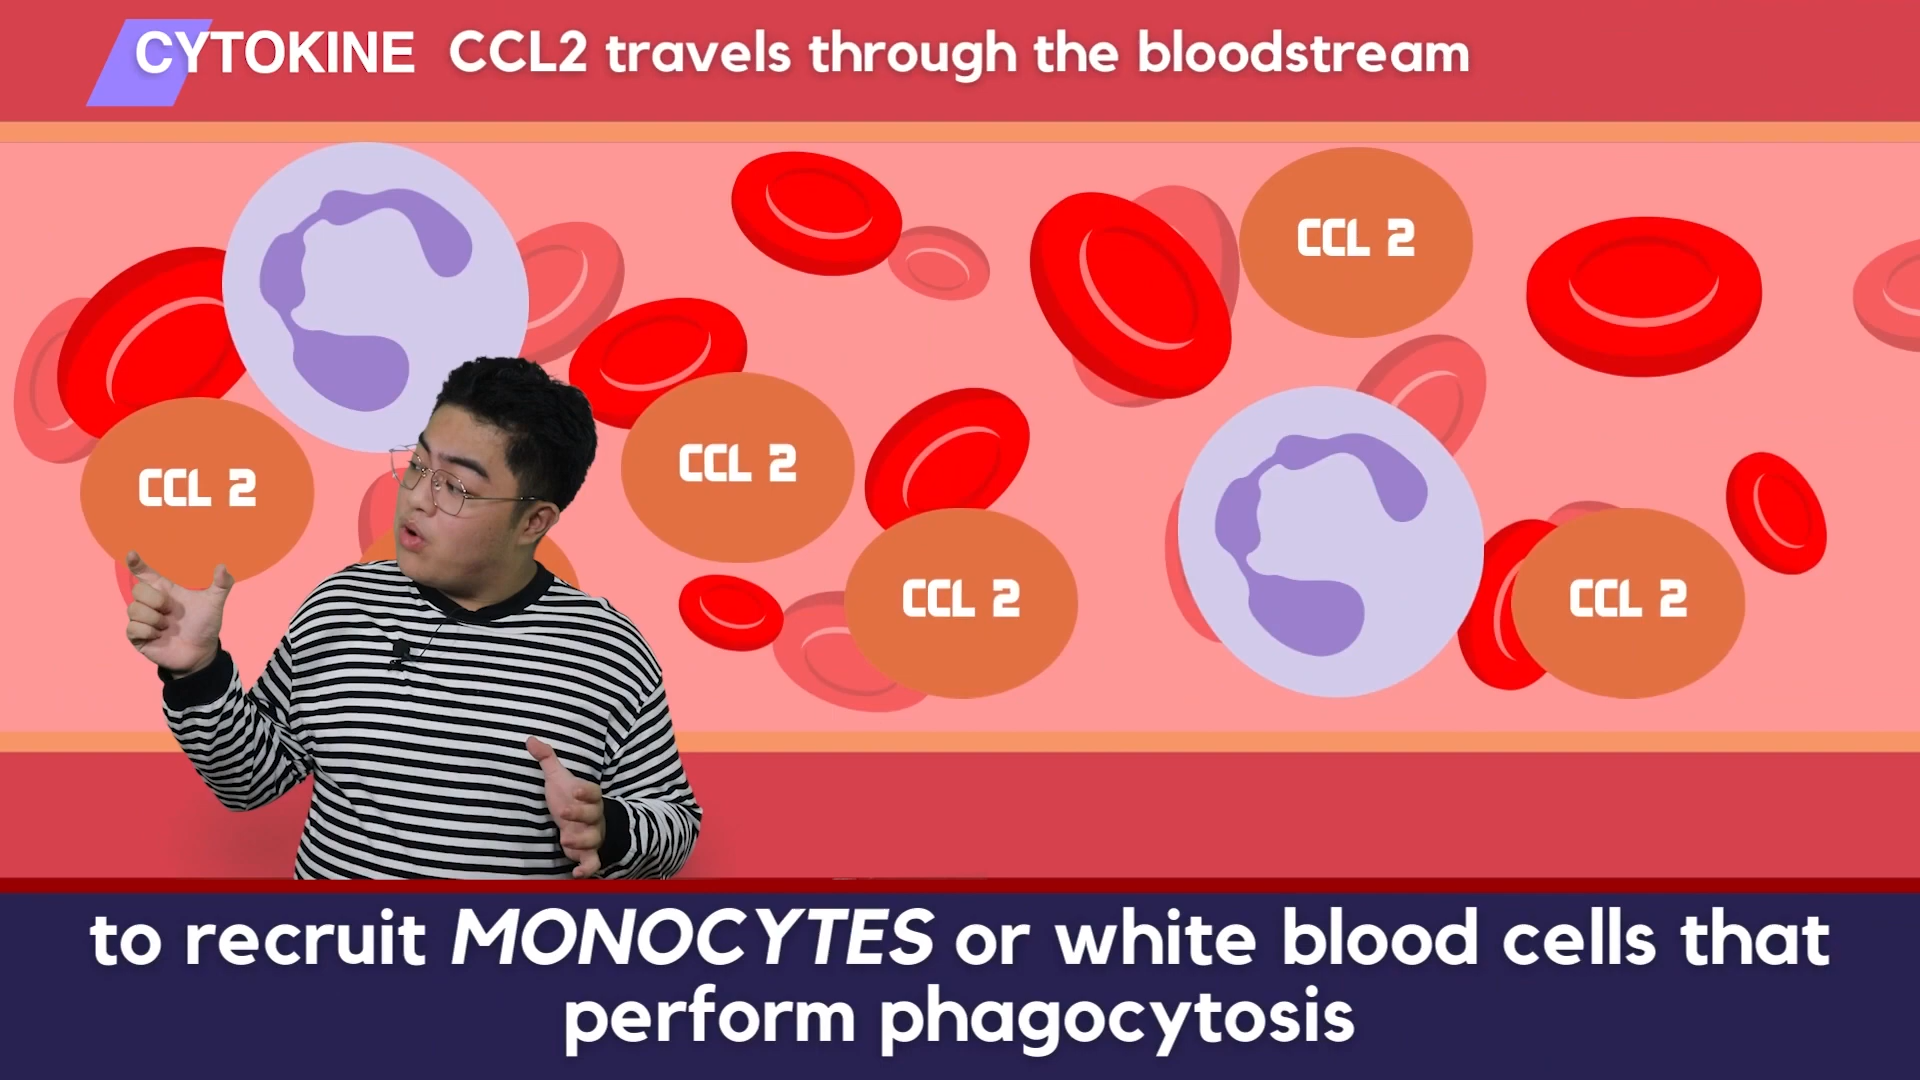 CYTOKINE CCL2 travels through the bloodstream
CCL 2
CCL 2
CCL 2
CCL 2
CCL 2
to recruit MONOCYTES or white blood cells that
perform phagocytosis